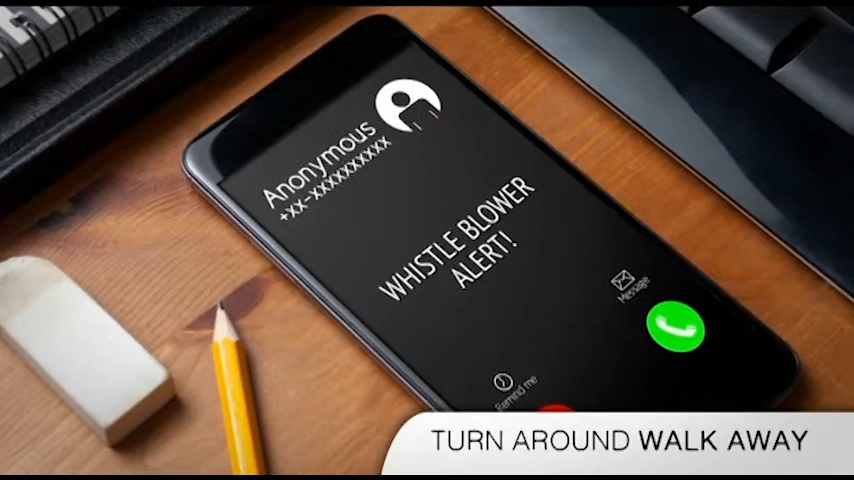 Anonymous
+XX-XXXXXXXXXX
WHISTLE BLOWER
ALERT!
Message
Remind me
TURN AROUND WALK AWAY